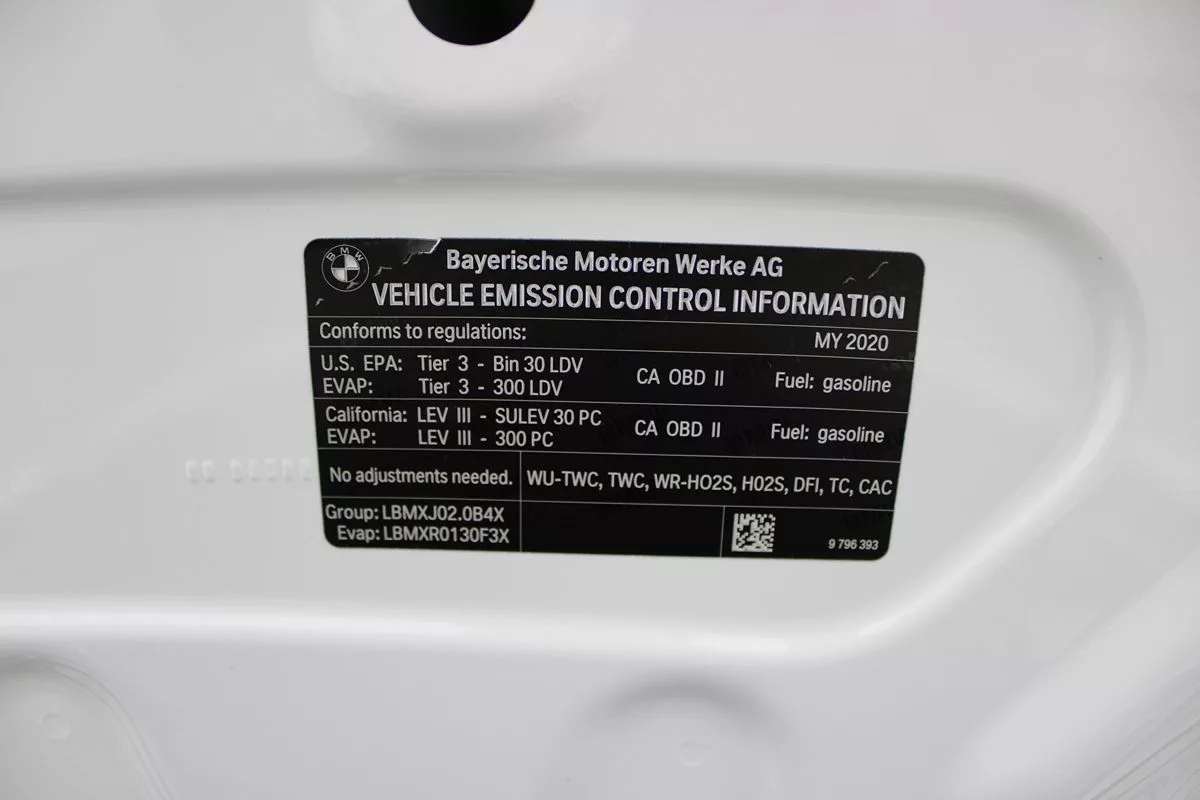 BMW
Bayerische Motoren Werke AG
VEHICLE EMISSION CONTROL INFORMATION
Conforms to regulations: MY 2020
U.S. EPA: Tier 3 - Bin 30 LDV
EVAP: Tier 3 - 300 LDV
CA OBD II Fuel: gasoline
California: LEV III - SULEV 30 PC
EVAP: LEV III - 300 PC
CA OBD II Fuel: gasoline
No adjustments needed. WU-TWC, TWC, WR-HO2S, H02S, DFI, TC, CAC
Group: LBMXJ02.0B4X
Evap: LBMXR0130F3X
9 796 393